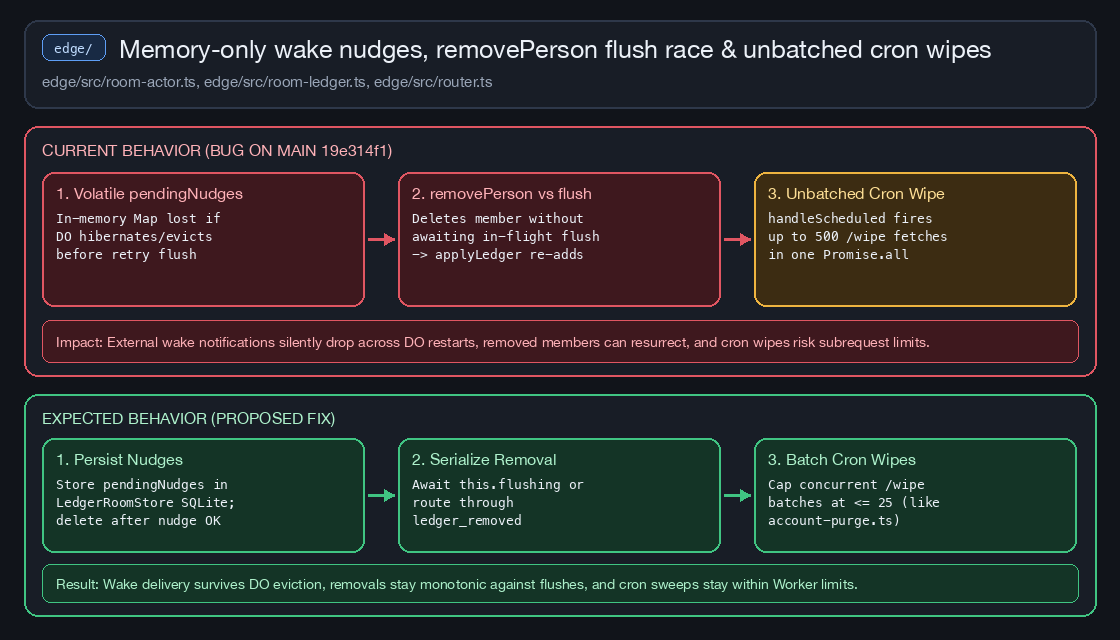 edge/
Memory-only wake nudges, removePerson flush race & unbatched cron wipes
edge/src/room-actor.ts, edge/src/room-ledger.ts, edge/src/router.ts
CURRENT BEHAVIOR (BUG ON MAIN 19e314f1)
1. Volatile pendingNudges
In-memory Map lost if
DO hibernates/evicts
before retry flush
2. removePerson vs flush
Deletes member without
awaiting in-flight flush
-> applyLedger re-adds
3. Unbatched Cron Wipe
handleScheduled fires
up to 500 /wipe fetches
in one Promise.all
Impact: External wake notifications silently drop across DO restarts, removed members can resurrect, and cron wipes risk subrequest limits.
EXPECTED BEHAVIOR (PROPOSED FIX)
1. Persist Nudges
Store pendingNudges in
LedgerRoomStore SQLite;
delete after nudge OK
2. Serialize Removal
Await this.flushing or
route through
ledger_removed
3. Batch Cron Wipes
Cap concurrent /wipe
batches at <= 25 (like
account-purge.ts)
Result: Wake delivery survives DO eviction, removals stay monotonic against flushes, and cron sweeps stay within Worker limits.